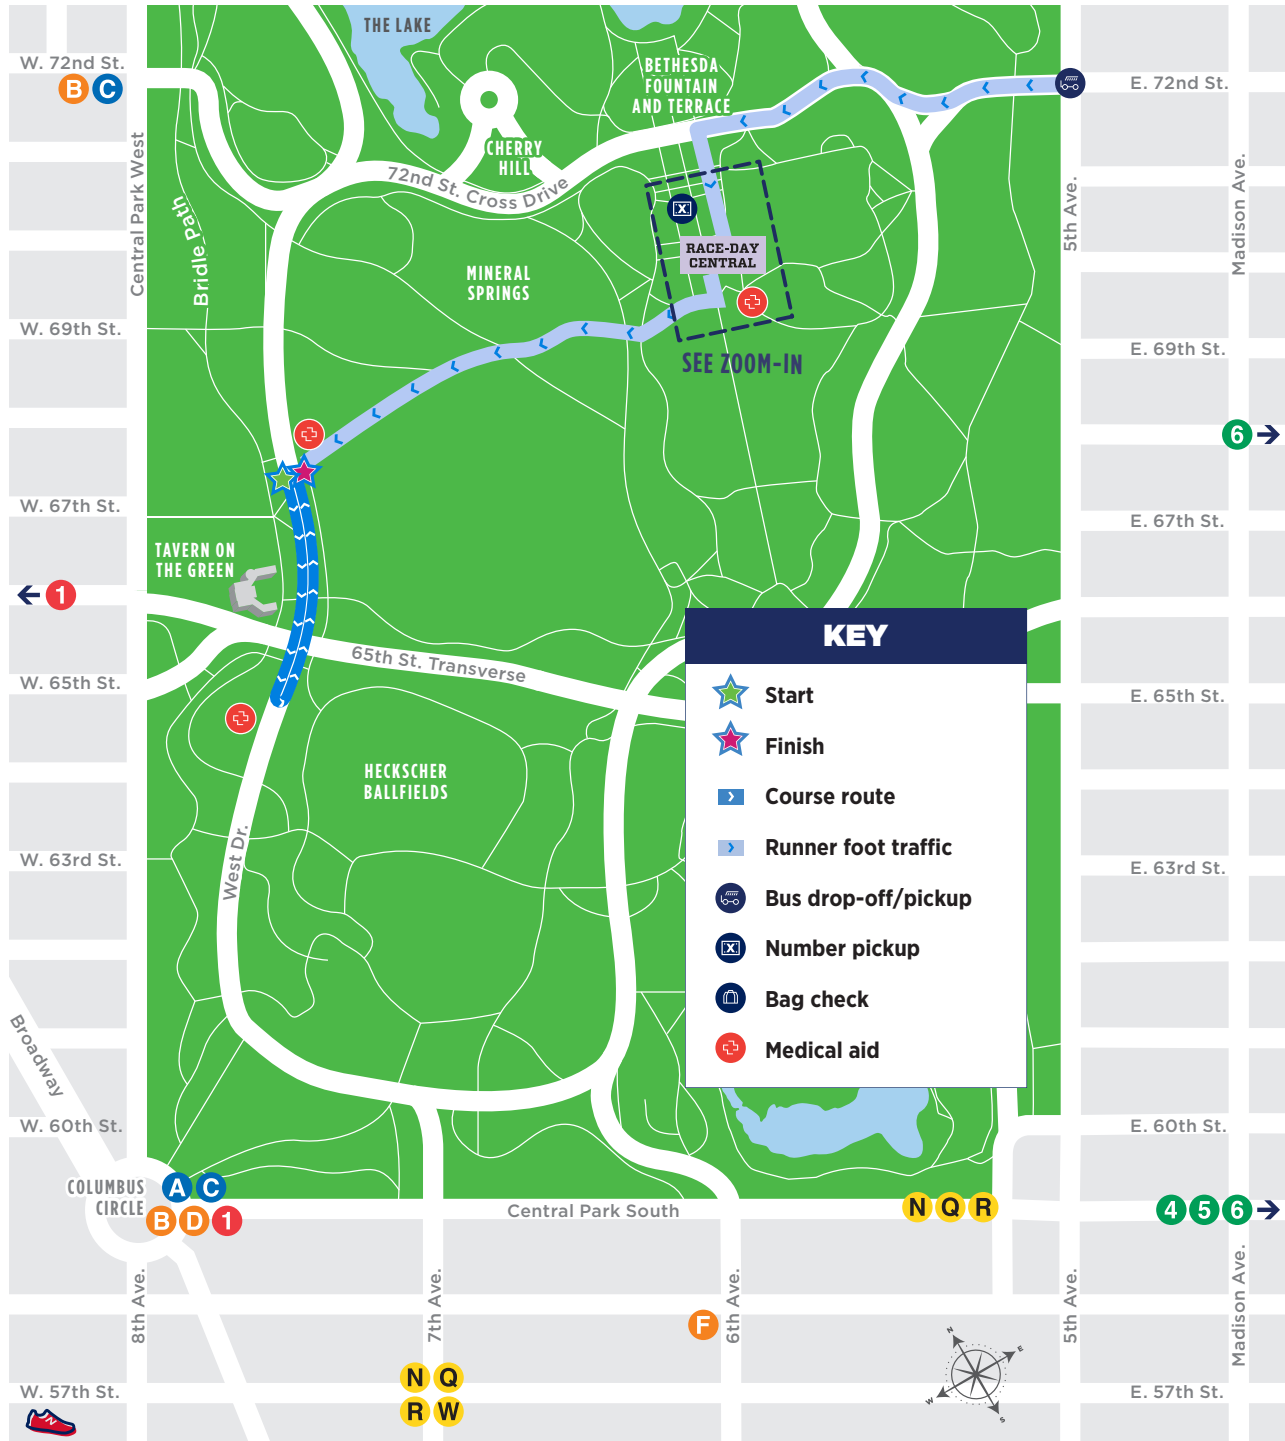 THE LAKE
W. 72nd St.
B C
BETHESDA
FOUNTAIN
AND TERRACE
E. 72nd St.
CHERRY
HILL
72nd St. Cross Drive
Central Park West
Bridle Path
5th Ave.
Madison Ave.
X
RACE-DAY
CENTRAL
MINERAL
SPRINGS
W. 69th St.
E. 69th St.
SEE ZOOM-IN
6
W. 67th St.
E. 67th St.
TAVERN ON
THE GREEN
1
65th St. Transverse
W. 65th St.
E. 65th St.
KEY
Start
Finish
Course route
Runner foot traffic
Bus drop-off/pickup
X
Number pickup
Bag check
Medical aid
HECKSCHER
BALLFIELDS
West Dr.
W. 63rd St.
E. 63rd St.
Broadway
W. 60th St.
E. 60th St.
COLUMBUS
CIRCLE
A C
B D 1
Central Park South
N Q R
4 5 6
8th Ave.
7th Ave.
6th Ave.
5th Ave.
Madison Ave.
F
N
E
W
S
N Q
R W
W. 57th St.
E. 57th St.
N